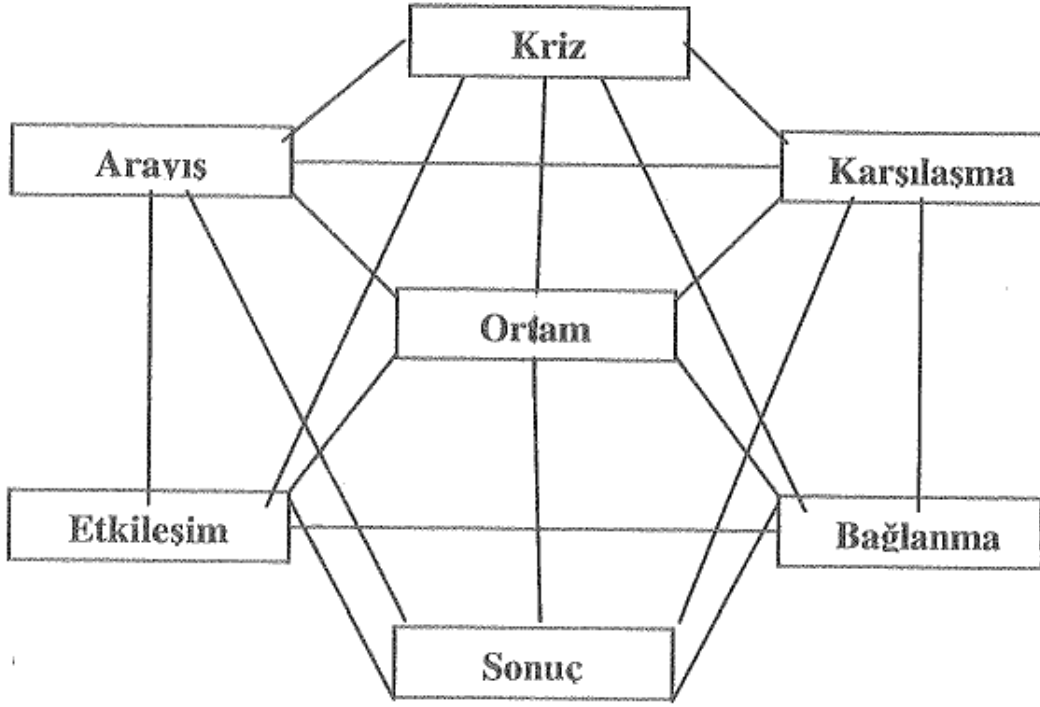 Kriz
Arayış
Karşılaşma
Ortam
Etkileşim
Bağlanma
Sonuç